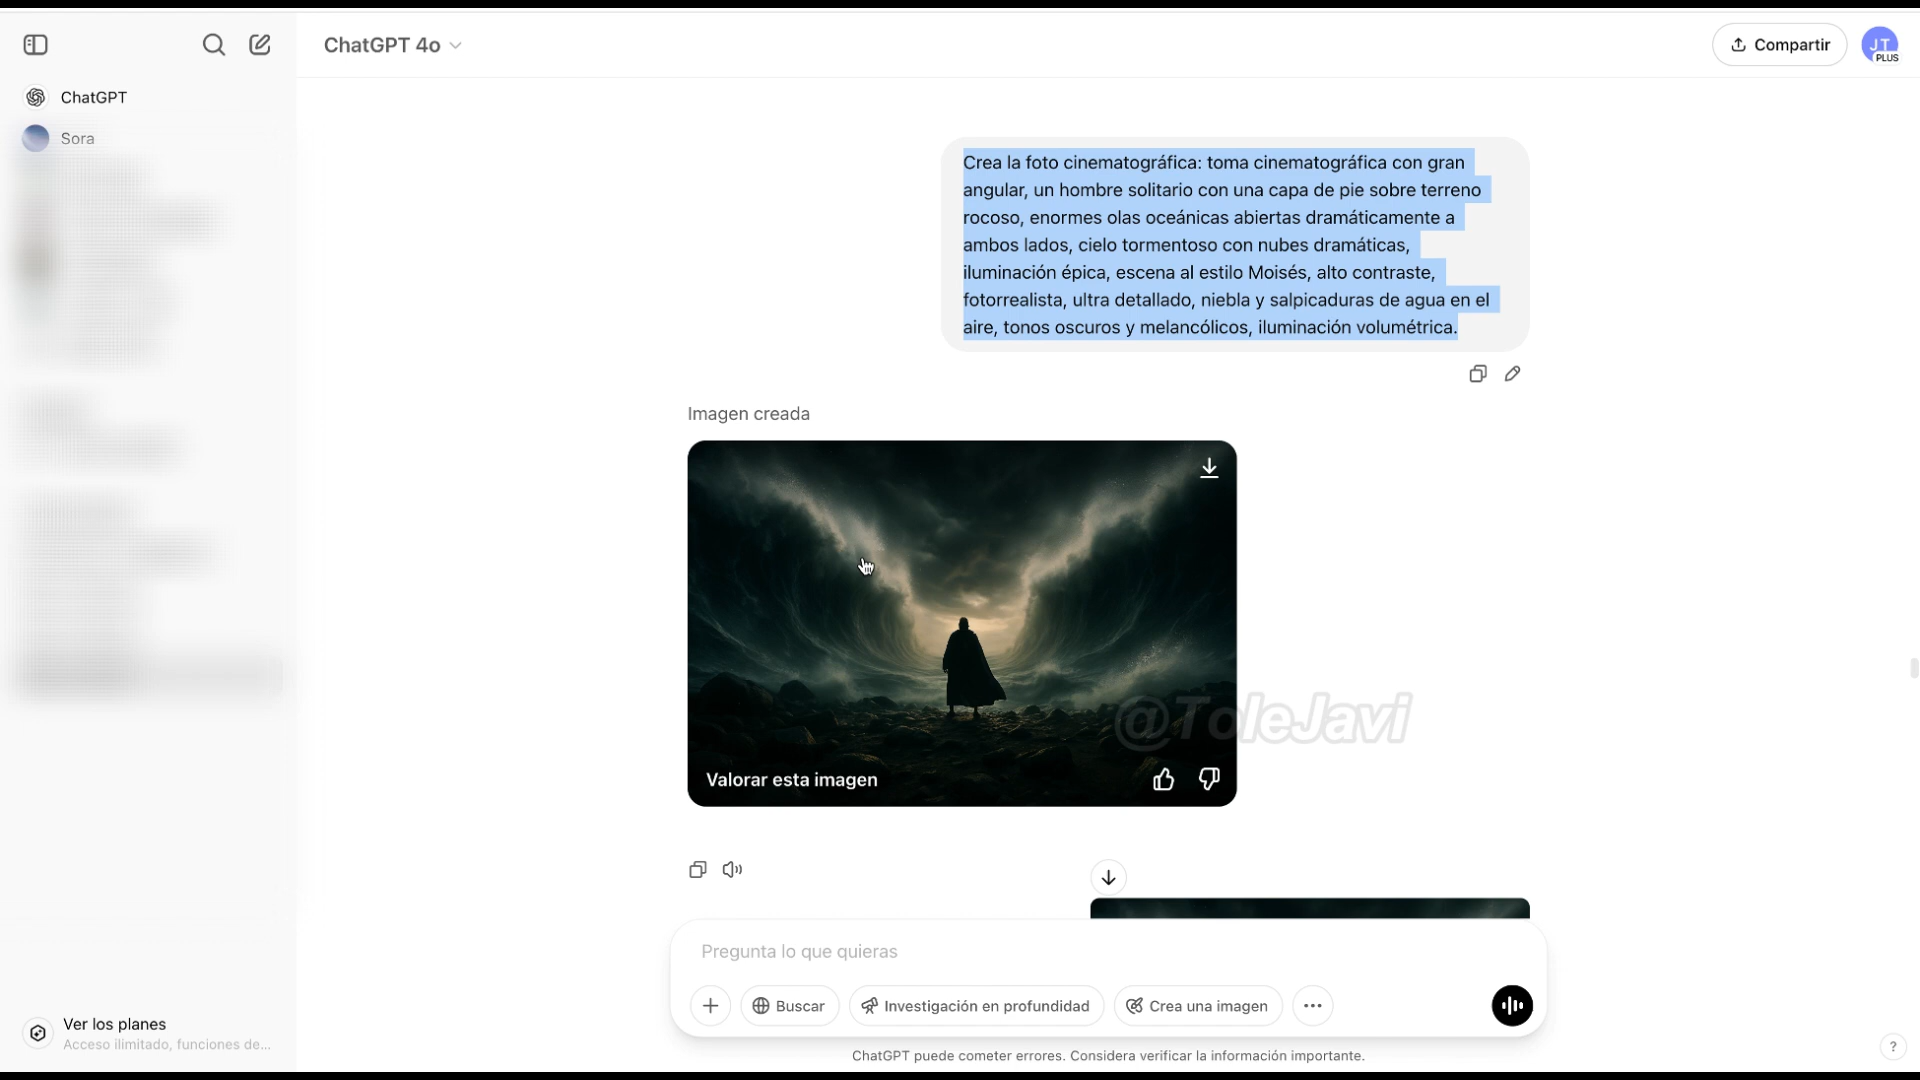 ChatGPT 4o
Compartir
JT
PLUS
ChatGPT
Sora
Crea la foto cinematográfica: toma cinematográfica con gran
angular, un hombre solitario con una capa de pie sobre terreno
rocoso, enormes olas oceánicas abiertas dramáticamente a
ambos lados, cielo tormentoso con nubes dramáticas,
iluminación épica, escena al estilo Moisés, alto contraste,
fotorrealista, ultra detallado, niebla y salpicaduras de agua en el
aire, tonos oscuros y melancólicos, iluminación volumétrica.
Imagen creada
@ToleJavi
Valorar esta imagen
Pregunta lo que quieras
Buscar
Investigación en profundidad
Crea una imagen
Ver los planes
Acceso ilimitado, funciones de...
ChatGPT puede cometer errores. Considera verificar la información importante.
?